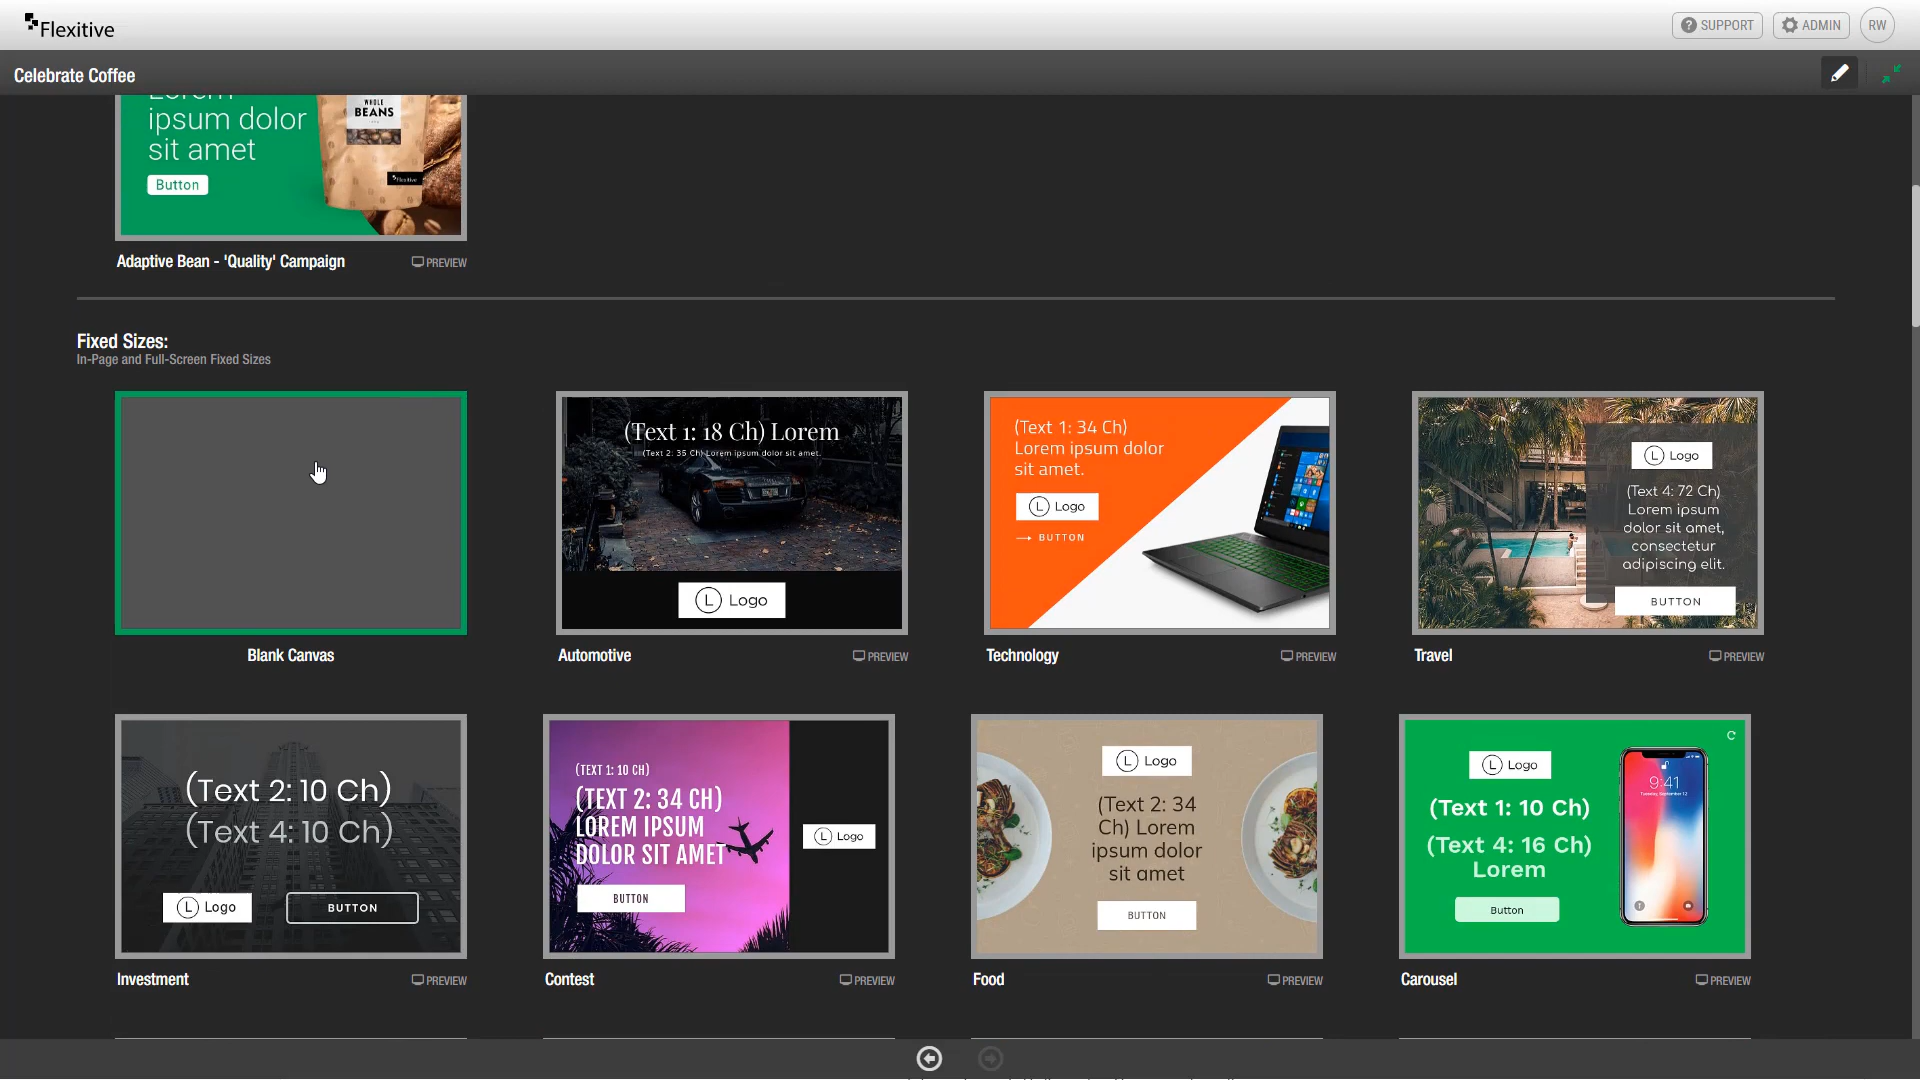 Flexitive
SUPPORT
ADMIN
RW
Celebrate Coffee
ipsum dolor
sit amet
Button
WHOLE
BEANS
Flexitive
Adaptive Bean - 'Quality' Campaign
PREVIEW
Fixed Sizes:
In-Page and Full-Screen Fixed Sizes
(Text 1: 18 Ch) Lorem
(Text 2: 35 Ch) Lorem ipsum dolor sit amet.
L Logo
(Text 1: 34 Ch)
Lorem ipsum dolor
sit amet.
L Logo
BUTTON
L Logo
(Text 4: 72 Ch)
Lorem ipsum
dolor sit amet,
consectetur
adipiscing elit.
BUTTON
Blank Canvas
Automotive
PREVIEW
Technology
PREVIEW
Travel
PREVIEW
(Text 2: 10 Ch)
(Text 4: 10 Ch)
L Logo
BUTTON
(TEXT 1: 10 CH)
(TEXT 2: 34 CH)
LOREM IPSUM
DOLOR SIT AMET
BUTTON
L Logo
L Logo
(Text 2: 34
Ch) Lorem
ipsum dolor
sit amet
BUTTON
L Logo
(Text 1: 10 Ch)
(Text 4: 16 Ch)
Lorem
Button
9:41
Investment
PREVIEW
Contest
PREVIEW
Food
PREVIEW
Carousel
PREVIEW